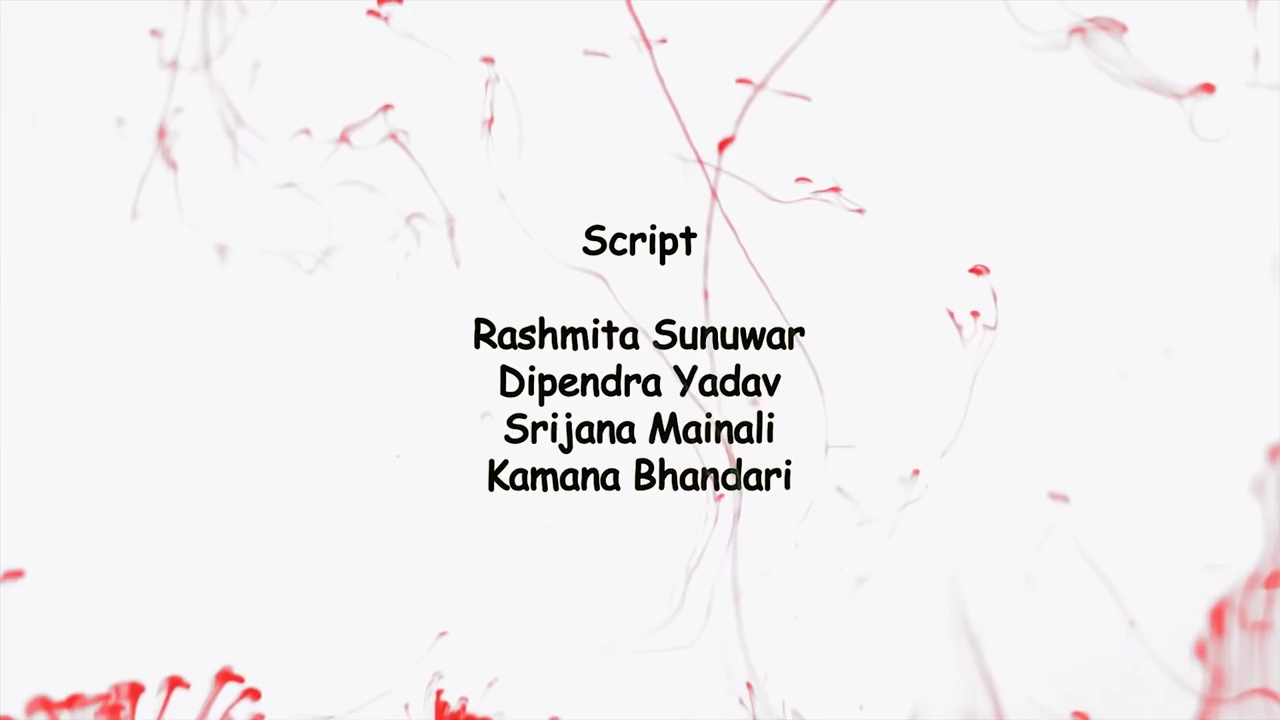 Script
Rashmita Sunuwar
Dipendra Yadav
Srijana Mainali
Kamana Bhandari